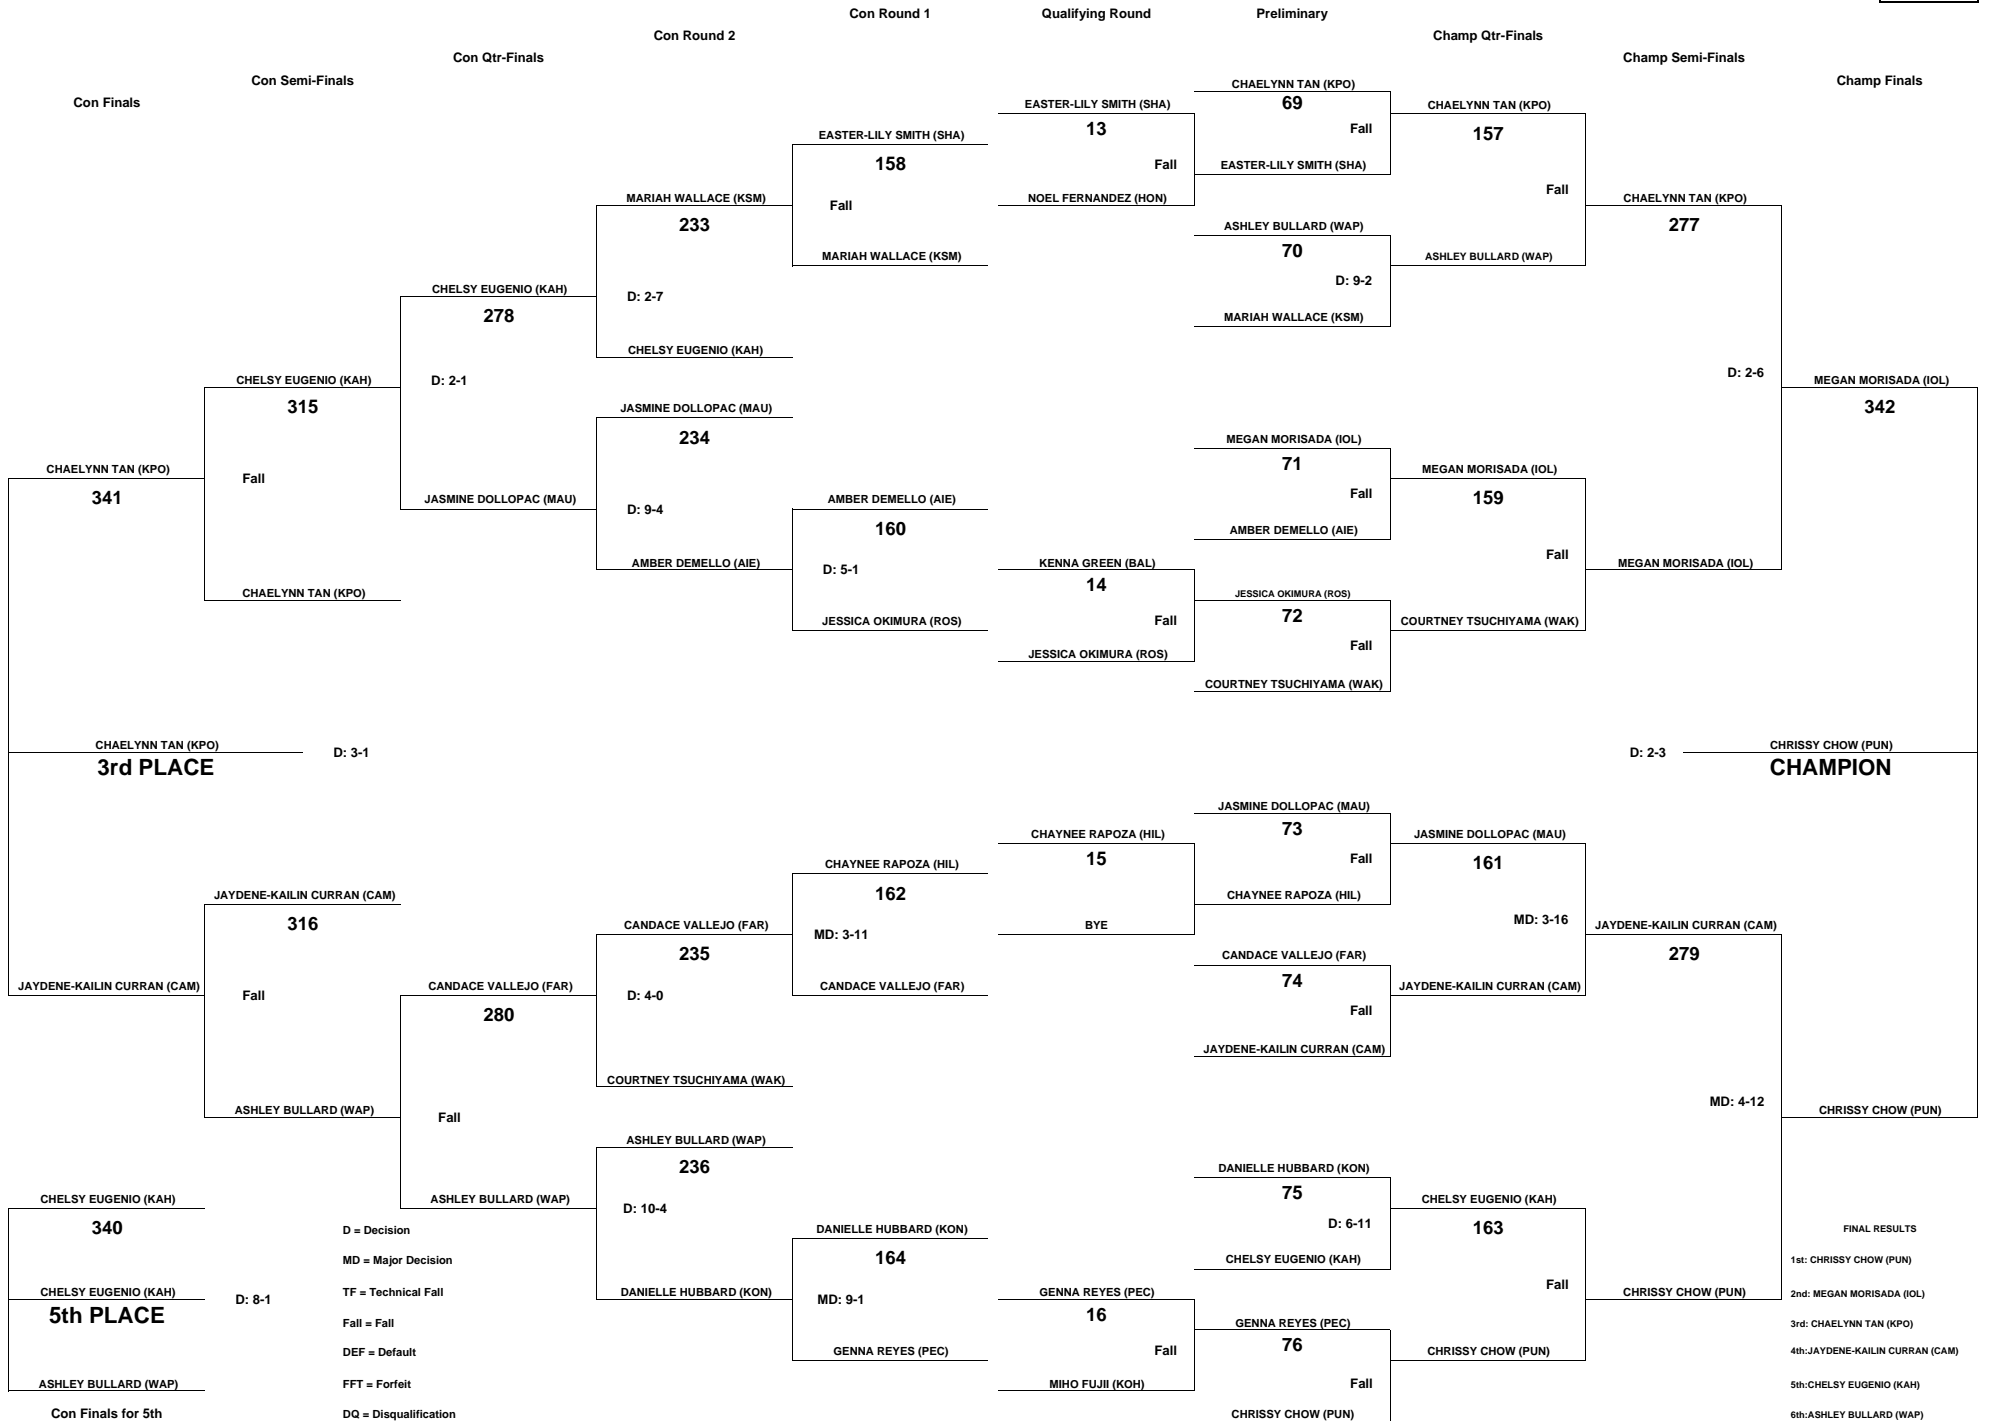 Con Round 1 Qualifying Round Preliminary
Con Round 2 Champ Qtr-Finals
Con Qtr-Finals Champ Semi-Finals
Con Semi-Finals Champ Finals
Con Finals
CHAELYNN TAN (KPO)
EASTER-LILY SMITH (SHA) 69 CHAELYNN TAN (KPO)
EASTER-LILY SMITH (SHA) 13 Fall 157
158 Fall EASTER-LILY SMITH (SHA)
MARIAH WALLACE (KSM) Fall NOEL FERNANDEZ (HON) Fall CHAELYNN TAN (KPO)
233 ASHLEY BULLARD (WAP) 277
MARIAH WALLACE (KSM) 70 ASHLEY BULLARD (WAP)
CHELSY EUGENIO (KAH) D: 2-7 D: 9-2
278 MARIAH WALLACE (KSM)
CHELSY EUGENIO (KAH)
CHELSY EUGENIO (KAH) D: 2-1 D: 2-6 MEGAN MORISADA (IOL)
315 JASMINE DOLLOPAC (MAU) 342
234 MEGAN MORISADA (IOL)
CHAELYNN TAN (KPO) Fall 71 MEGAN MORISADA (IOL)
341 JASMINE DOLLOPAC (MAU) D: 9-4 AMBER DEMELLO (AIE) Fall 159
160 AMBER DEMELLO (AIE)
AMBER DEMELLO (AIE) D: 5-1 KENNA GREEN (BAL) Fall MEGAN MORISADA (IOL)
CHAELYNN TAN (KPO) 14 JESSICA OKIMURA (ROS)
JESSICA OKIMURA (ROS) Fall 72 COURTNEY TSUCHIYAMA (WAK)
JESSICA OKIMURA (ROS) Fall
COURTNEY TSUCHIYAMA (WAK)
CHAELYNN TAN (KPO) D: 3-1 D: 2-3 CHRISSY CHOW (PUN)
3rd PLACE CHAMPION
JASMINE DOLLOPAC (MAU)
CHAYNEE RAPOZA (HIL) 73 JASMINE DOLLOPAC (MAU)
CHAYNEE RAPOZA (HIL) 15 Fall 161
JAYDENE-KAILIN CURRAN (CAM) 162 CHAYNEE RAPOZA (HIL)
316 CANDACE VALLEJO (FAR) MD: 3-11 BYE MD: 3-16 JAYDENE-KAILIN CURRAN (CAM)
235 CANDACE VALLEJO (FAR) 279
JAYDENE-KAILIN CURRAN (CAM) Fall CANDACE VALLEJO (FAR) D: 4-0 CANDACE VALLEJO (FAR) 74 JAYDENE-KAILIN CURRAN (CAM)
280 Fall
JAYDENE-KAILIN CURRAN (CAM)
COURTNEY TSUCHIYAMA (WAK)
ASHLEY BULLARD (WAP) Fall MD: 4-12 CHRISSY CHOW (PUN)
ASHLEY BULLARD (WAP)
236 DANIELLE HUBBARD (KON)
CHELSY EUGENIO (KAH) ASHLEY BULLARD (WAP) D: 10-4 75 CHELSY EUGENIO (KAH)
340 D = Decision DANIELLE HUBBARD (KON) D: 6-11 163 FINAL RESULTS
MD = Major Decision 164 CHELSY EUGENIO (KAH) 1st: CHRISSY CHOW (PUN)
CHELSY EUGENIO (KAH) D: 8-1 TF = Technical Fall DANIELLE HUBBARD (KON) MD: 9-1 GENNA REYES (PEC) Fall CHRISSY CHOW (PUN) 2nd: MEGAN MORISADA (IOL)
5th PLACE Fall = Fall 16 GENNA REYES (PEC) 3rd: CHAELYNN TAN (KPO)
DEF = Default GENNA REYES (PEC) Fall 76 CHRISSY CHOW (PUN) 4th:JAYDENE-KAILIN CURRAN (CAM)
ASHLEY BULLARD (WAP) FFT = Forfeit MIHO FUJII (KOH) Fall 5th:CHELSY EUGENIO (KAH)
Con Finals for 5th DQ = Disqualification CHRISSY CHOW (PUN) 6th:ASHLEY BULLARD (WAP)